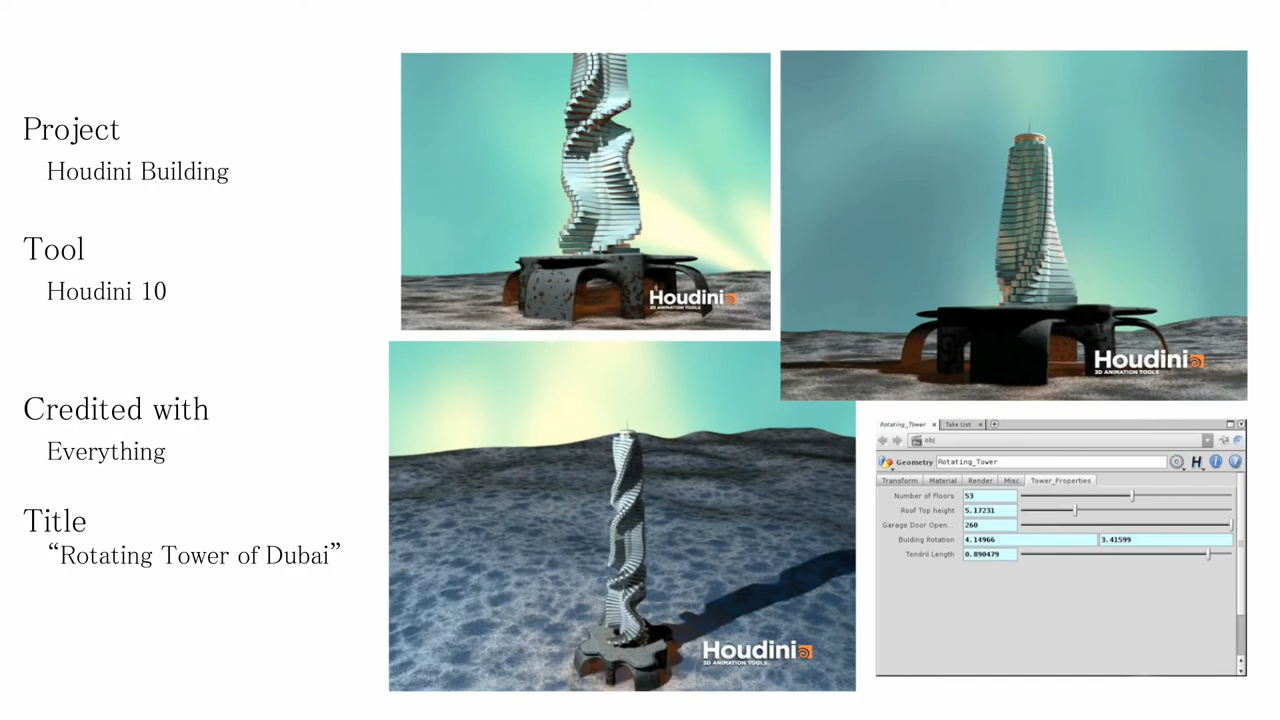 Project
Houdini Building
Tool
Houdini 10
Credited with
Everything
Title
“Rotating Tower of Dubai”
Houdini
3D ANIMATION TOOLS
Houdini
3D ANIMATION TOOLS
Houdini
3D ANIMATION TOOLS
Rotating_Tower Take List
obj
Geometry Rotating_Tower
Transform Material Render Misc Tower_Properties
Number of Floors 53
Roof Top height 5.17231
Garage Door Open... 260
Buiding Rotation 4.14966 3.41599
Tendril Length 0.890479